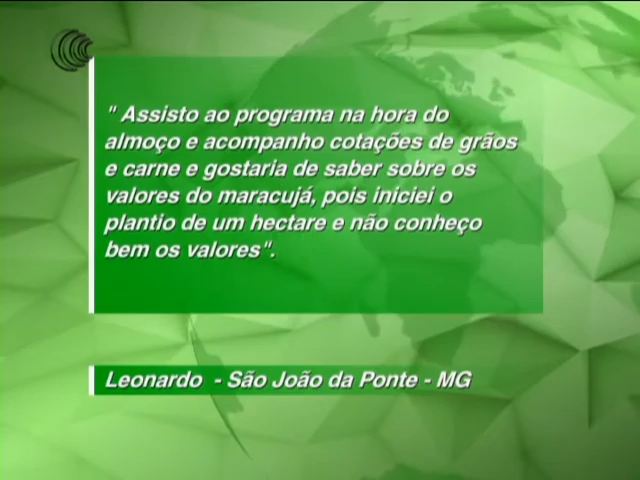 " Assisto ao programa na hora do
almoço e acompanho cotações de grãos
e carne e gostaria de saber sobre os
valores do maracujá, pois iniciei o
plantio de um hectare e não conheço
bem os valores".
Leonardo - São João da Ponte - MG